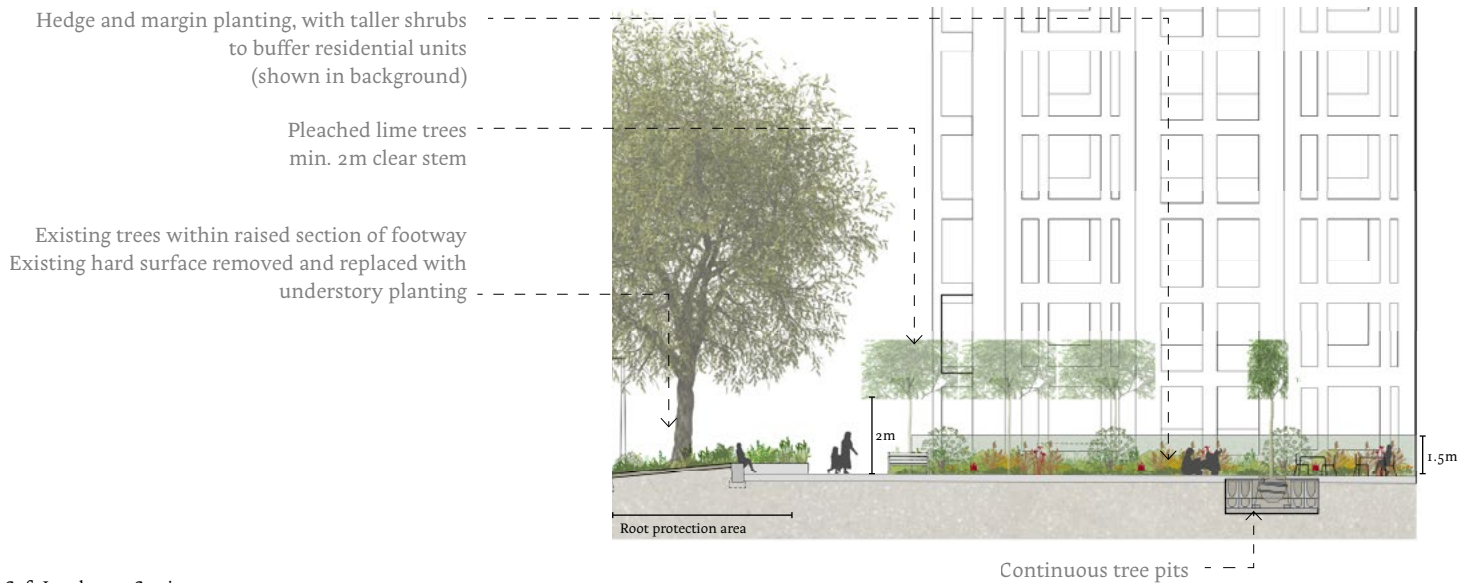 Hedge and margin planting, with taller shrubs
to buffer residential units
(shown in background)
Pleached lime trees
min. 2m clear stem
Existing trees within raised section of footway
Existing hard surface removed and replaced with
understory planting
2m
1.5m
Root protection area
Continuous tree pits